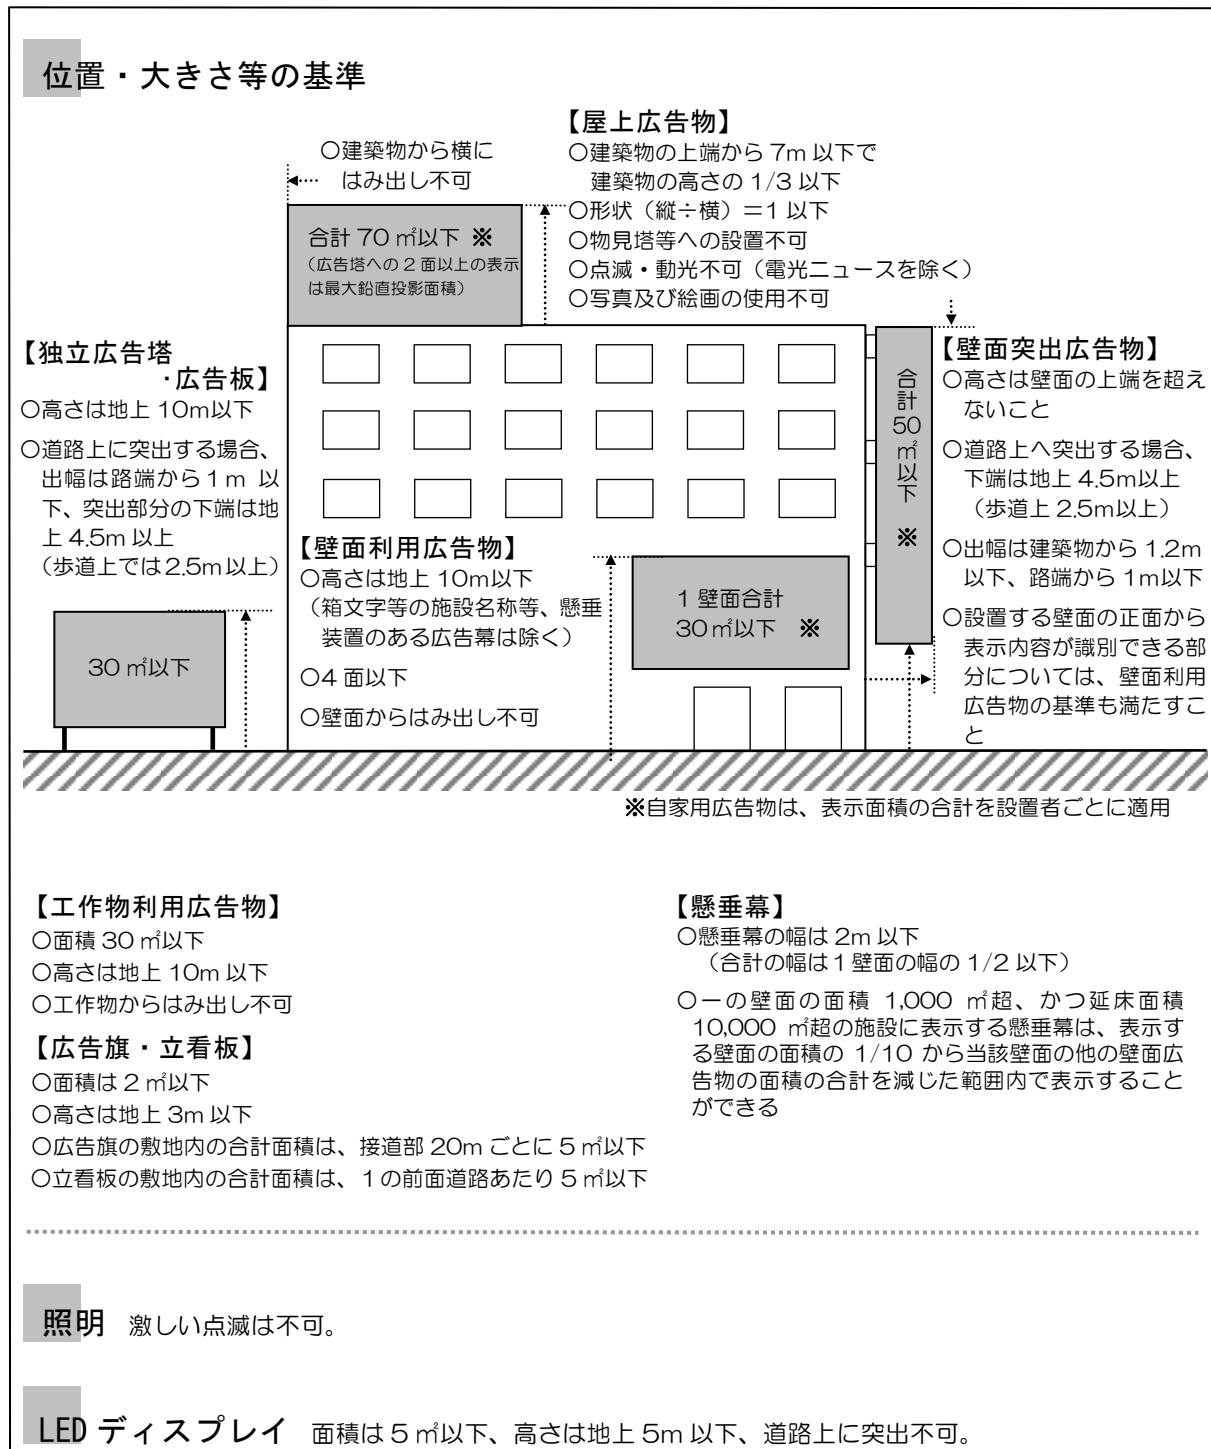 位置・大きさ等の基準
【屋上広告物】
○建築物の上端から 7m 以下で
建築物の高さの 1/3 以下
○形状（縦÷横）＝1 以下
○物見塔等への設置不可
○点滅・動光不可（電光ニュースを除く）
○写真及び絵画の使用不可
○建築物から横に
はみ出し不可
合計 70 ㎡以下 ※
（広告塔への 2 面以上の表示
は最大鉛直投影面積）
【独立広告塔
・広告板】
○高さは地上 10m以下
○道路上に突出する場合、
出幅は路端から1m 以
下、突出部分の下端は地
上 4.5m 以上
（歩道上では2.5m以上）
30 ㎡以下
【壁面利用広告物】
○高さは地上 10m以下
（箱文字等の施設名称等、懸垂
装置のある広告幕は除く）
○4 面以下
○壁面からはみ出し不可
1 壁面合計
30㎡以下 ※
合計50㎡以下 ※
【壁面突出広告物】
○高さは壁面の上端を超え
ないこと
○道路上へ突出する場合、
下端は地上 4.5m以上
（歩道上 2.5m以上）
○出幅は建築物から 1.2m
以下、路端から 1m以下
○設置する壁面の正面から
表示内容が識別できる部
分については、壁面利用
広告物の基準も満たすこ
と
※自家用広告物は、表示面積の合計を設置者ごとに適用
【工作物利用広告物】
○面積 30 ㎡以下
○高さは地上 10m 以下
○工作物からはみ出し不可
【広告旗・立看板】
○面積は 2 ㎡以下
○高さは地上 3m 以下
○広告旗の敷地内の合計面積は、接道部 20m ごとに 5 ㎡以下
○立看板の敷地内の合計面積は、1の前面道路あたり 5 ㎡以下
【懸垂幕】
○懸垂幕の幅は 2m 以下
（合計の幅は1壁面の幅の 1/2 以下）
○一の壁面の面積 1,000 ㎡超、かつ延床面積
10,000 ㎡超の施設に表示する懸垂幕は、表示す
る壁面の面積の 1/10 から当該壁面の他の壁面広
告物の面積の合計を減じた範囲内で表示すること
ができる
照明 激しい点滅は不可。
LED ディスプレイ 面積は 5 ㎡以下、高さは地上 5m 以下、道路上に突出不可。